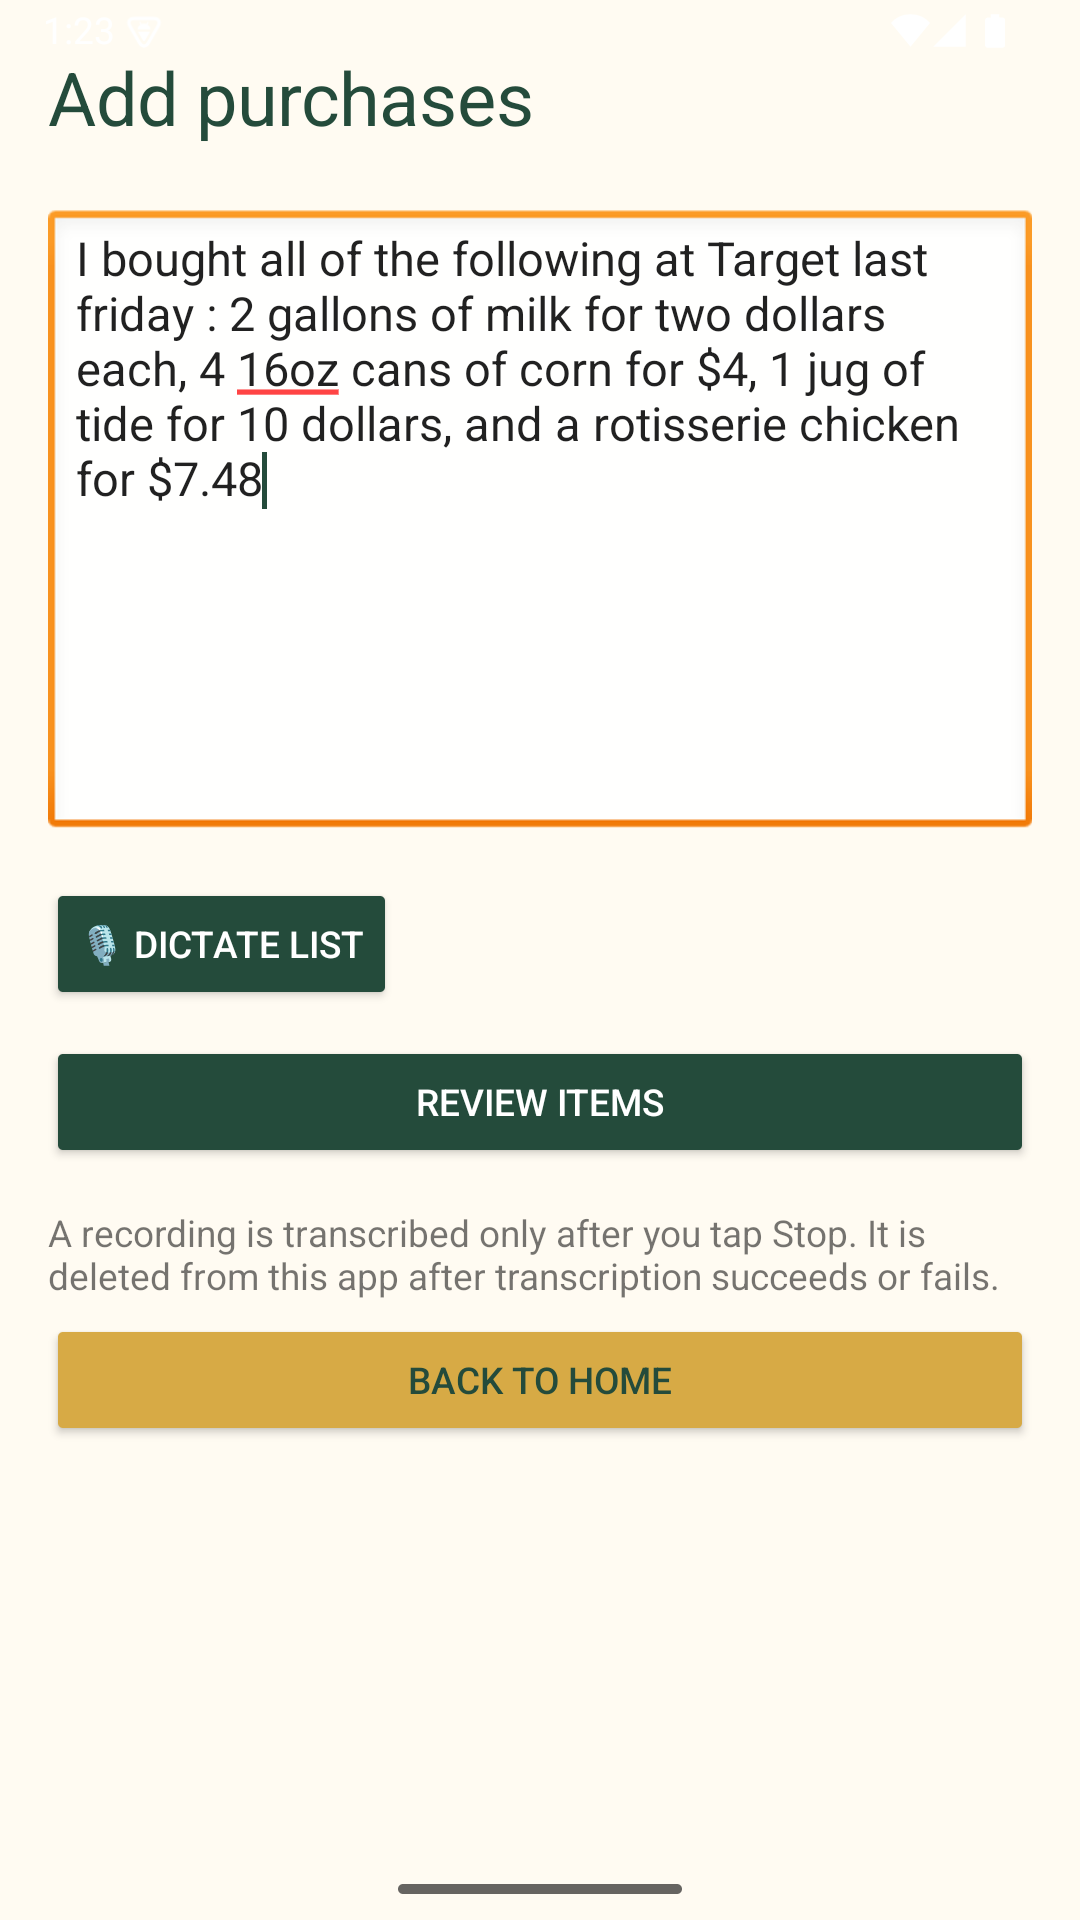 1:23
Add purchases
I bought all of the following at Target last
friday : 2 gallons of milk for two dollars
each, 4 16oz cans of corn for $4, 1 jug of
tide for 10 dollars, and a rotisserie chicken
for $7.48
DICTATE LIST
REVIEW ITEMS
A recording is transcribed only after you tap Stop. It is
deleted from this app after transcription succeeds or fails.
BACK TO HOME